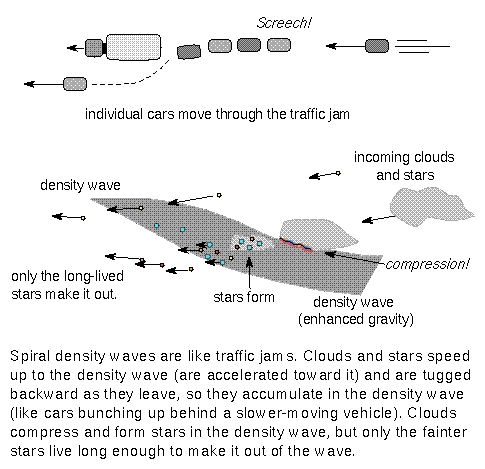 Screech!
individual cars move through the traffic jam
incoming clouds
and stars
density wave
compression!
only the long-lived
stars make it out.
stars form
density wave
(enhanced gravity)
Spiral density waves are like traffic jams. Clouds and stars speed
up to the density wave (are accelerated toward it) and are tugged
backward as they leave, so they accumulate in the density wave
(like cars bunching up behind a slower-moving vehicle). Clouds
compress and form stars in the density wave, but only the fainter
stars live long enough to make it out of the wave.